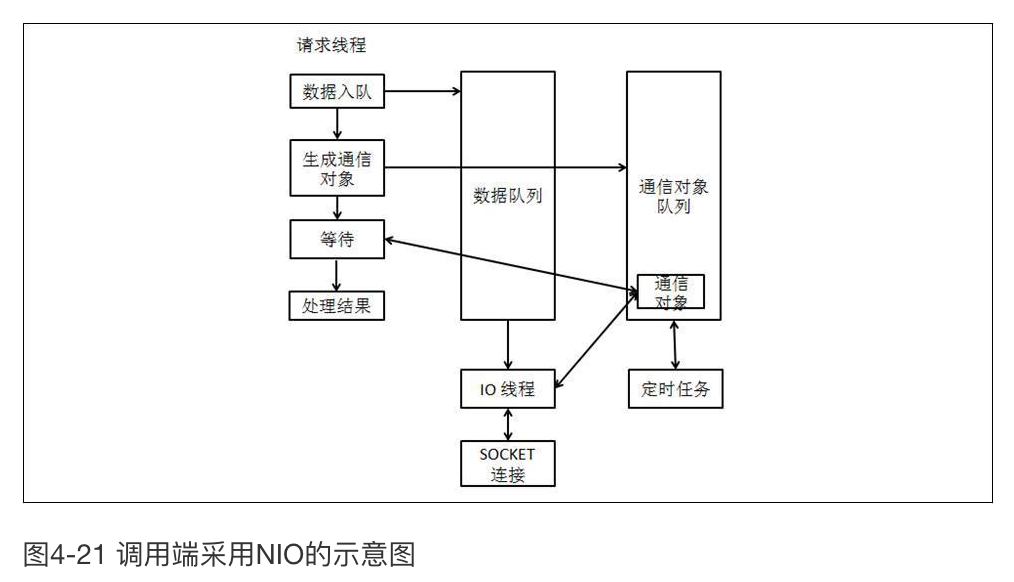 请求线程
数据入队
生成通信
对象
等待
处理结果
数据队列
通信对象
队列
通信
对象
IO 线程
定时任务
SOCKET
连接
图4-21 调用端采用NIO的示意图